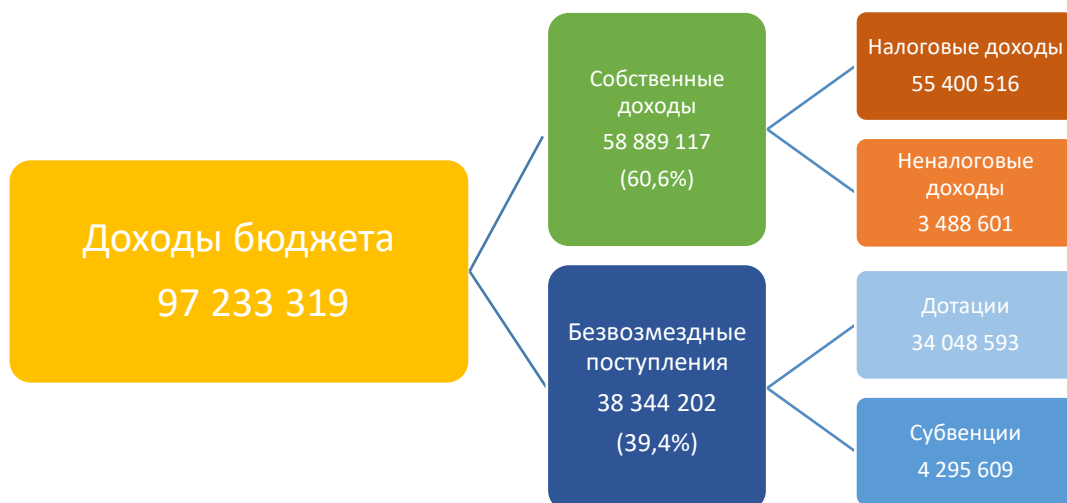 Доходы бюджета
97 233 319
Собственные
доходы
58 889 117
(60,6%)
Налоговые доходы
55 400 516
Неналоговые
доходы
3 488 601
Безвозмездные
поступления
38 344 202
(39,4%)
Дотации
34 048 593
Субвенции
4 295 609